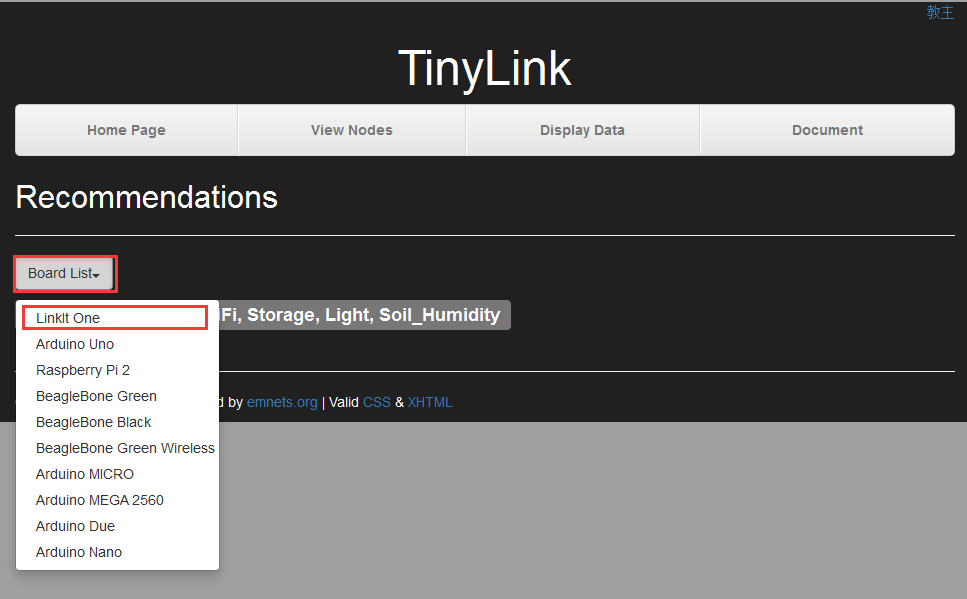 教主
TinyLink
Home Page View Nodes Display Data Document
Recommendations
Board List
Fi, Storage, Light, Soil_Humidity
LinkIt One
Arduino Uno
Raspberry Pi 2
BeagleBone Green
by emnets.org | Valid CSS & XHTML
BeagleBone Black
BeagleBone Green Wireless
Arduino MICRO
Arduino MEGA 2560
Arduino Due
Arduino Nano